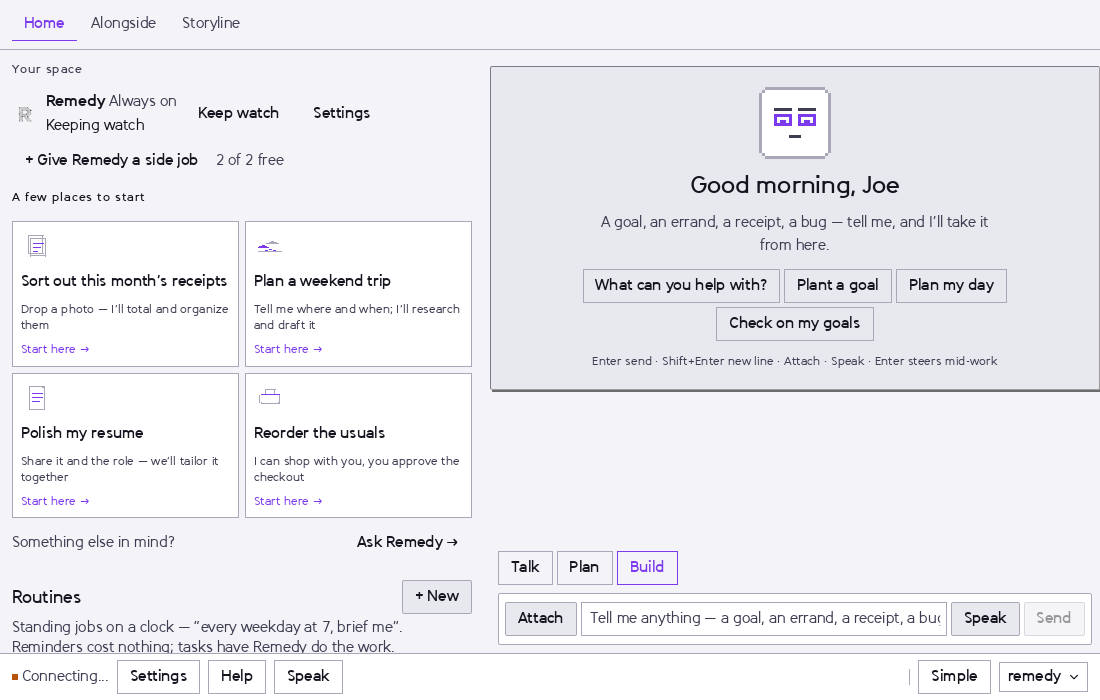 Home Alongside Storyline
Your space
Remedy Always on
Keeping watch
Keep watch Settings
+ Give Remedy a side job 2 of 2 free
A few places to start
Sort out this month's receipts
Drop a photo — I'll total and organize
them
Start here →
Plan a weekend trip
Tell me where and when; I'll research
and draft it
Start here →
Polish my resume
Share it and the role — we'll tailor it
together
Start here →
Reorder the usuals
I can shop with you, you approve the
checkout
Start here →
Something else in mind? Ask Remedy →
Routines + New
Standing jobs on a clock — "every weekday at 7, brief me".
Reminders cost nothing; tasks have Remedy do the work.
Good morning, Joe
A goal, an errand, a receipt, a bug — tell me, and I'll take it
from here.
What can you help with? Plant a goal Plan my day
Check on my goals
Enter send · Shift+Enter new line · Attach · Speak · Enter steers mid-work
Talk Plan Build
Attach Tell me anything — a goal, an errand, a receipt, a bug Speak Send
Connecting... Settings Help Speak Simple remedy